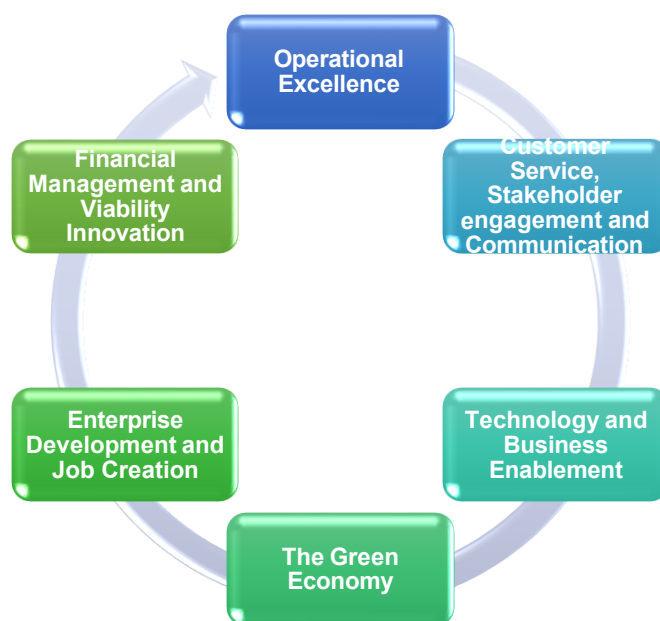 Operational
Excellence
Customer
Service,
Stakeholder
engagement and
Communication
Technology and
Business
Enablement
The Green
Economy
Enterprise
Development and
Job Creation
Financial
Management and
Viability
Innovation